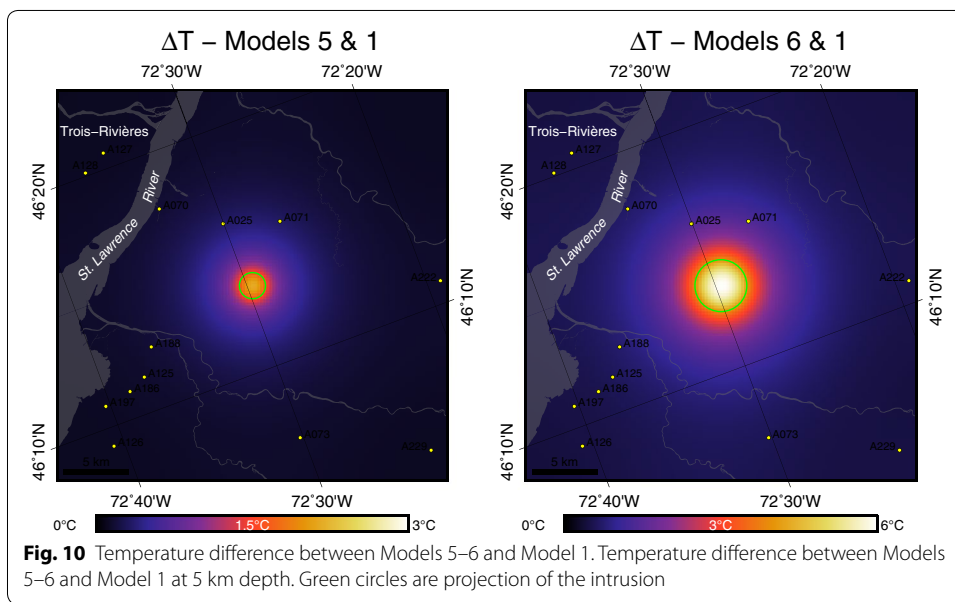 ΔT – Models 5 & 1
ΔT – Models 6 & 1
72˚30'W
72˚20'W
72˚30'W
72˚20'W
Trois–Rivières
A127
A128
46˚20'N
River
St. Lawrence
A070
A025
A071
A222
46˚10'N
A188
A125
A186
A197
A126
A073
A229
46˚10'N
5 km
72˚40'W
72˚30'W
Trois–Rivières
A127
A128
46˚20'N
River
St. Lawrence
A070
A025
A071
A222
46˚10'N
A188
A125
A186
A197
A126
A073
A229
46˚10'N
5 km
72˚40'W
72˚30'W
0°C
1.5°C
3°C
0°C
3°C
6°C
Fig. 10 Temperature difference between Models 5–6 and Model 1. Temperature difference between Models
5–6 and Model 1 at 5 km depth. Green circles are projection of the intrusion